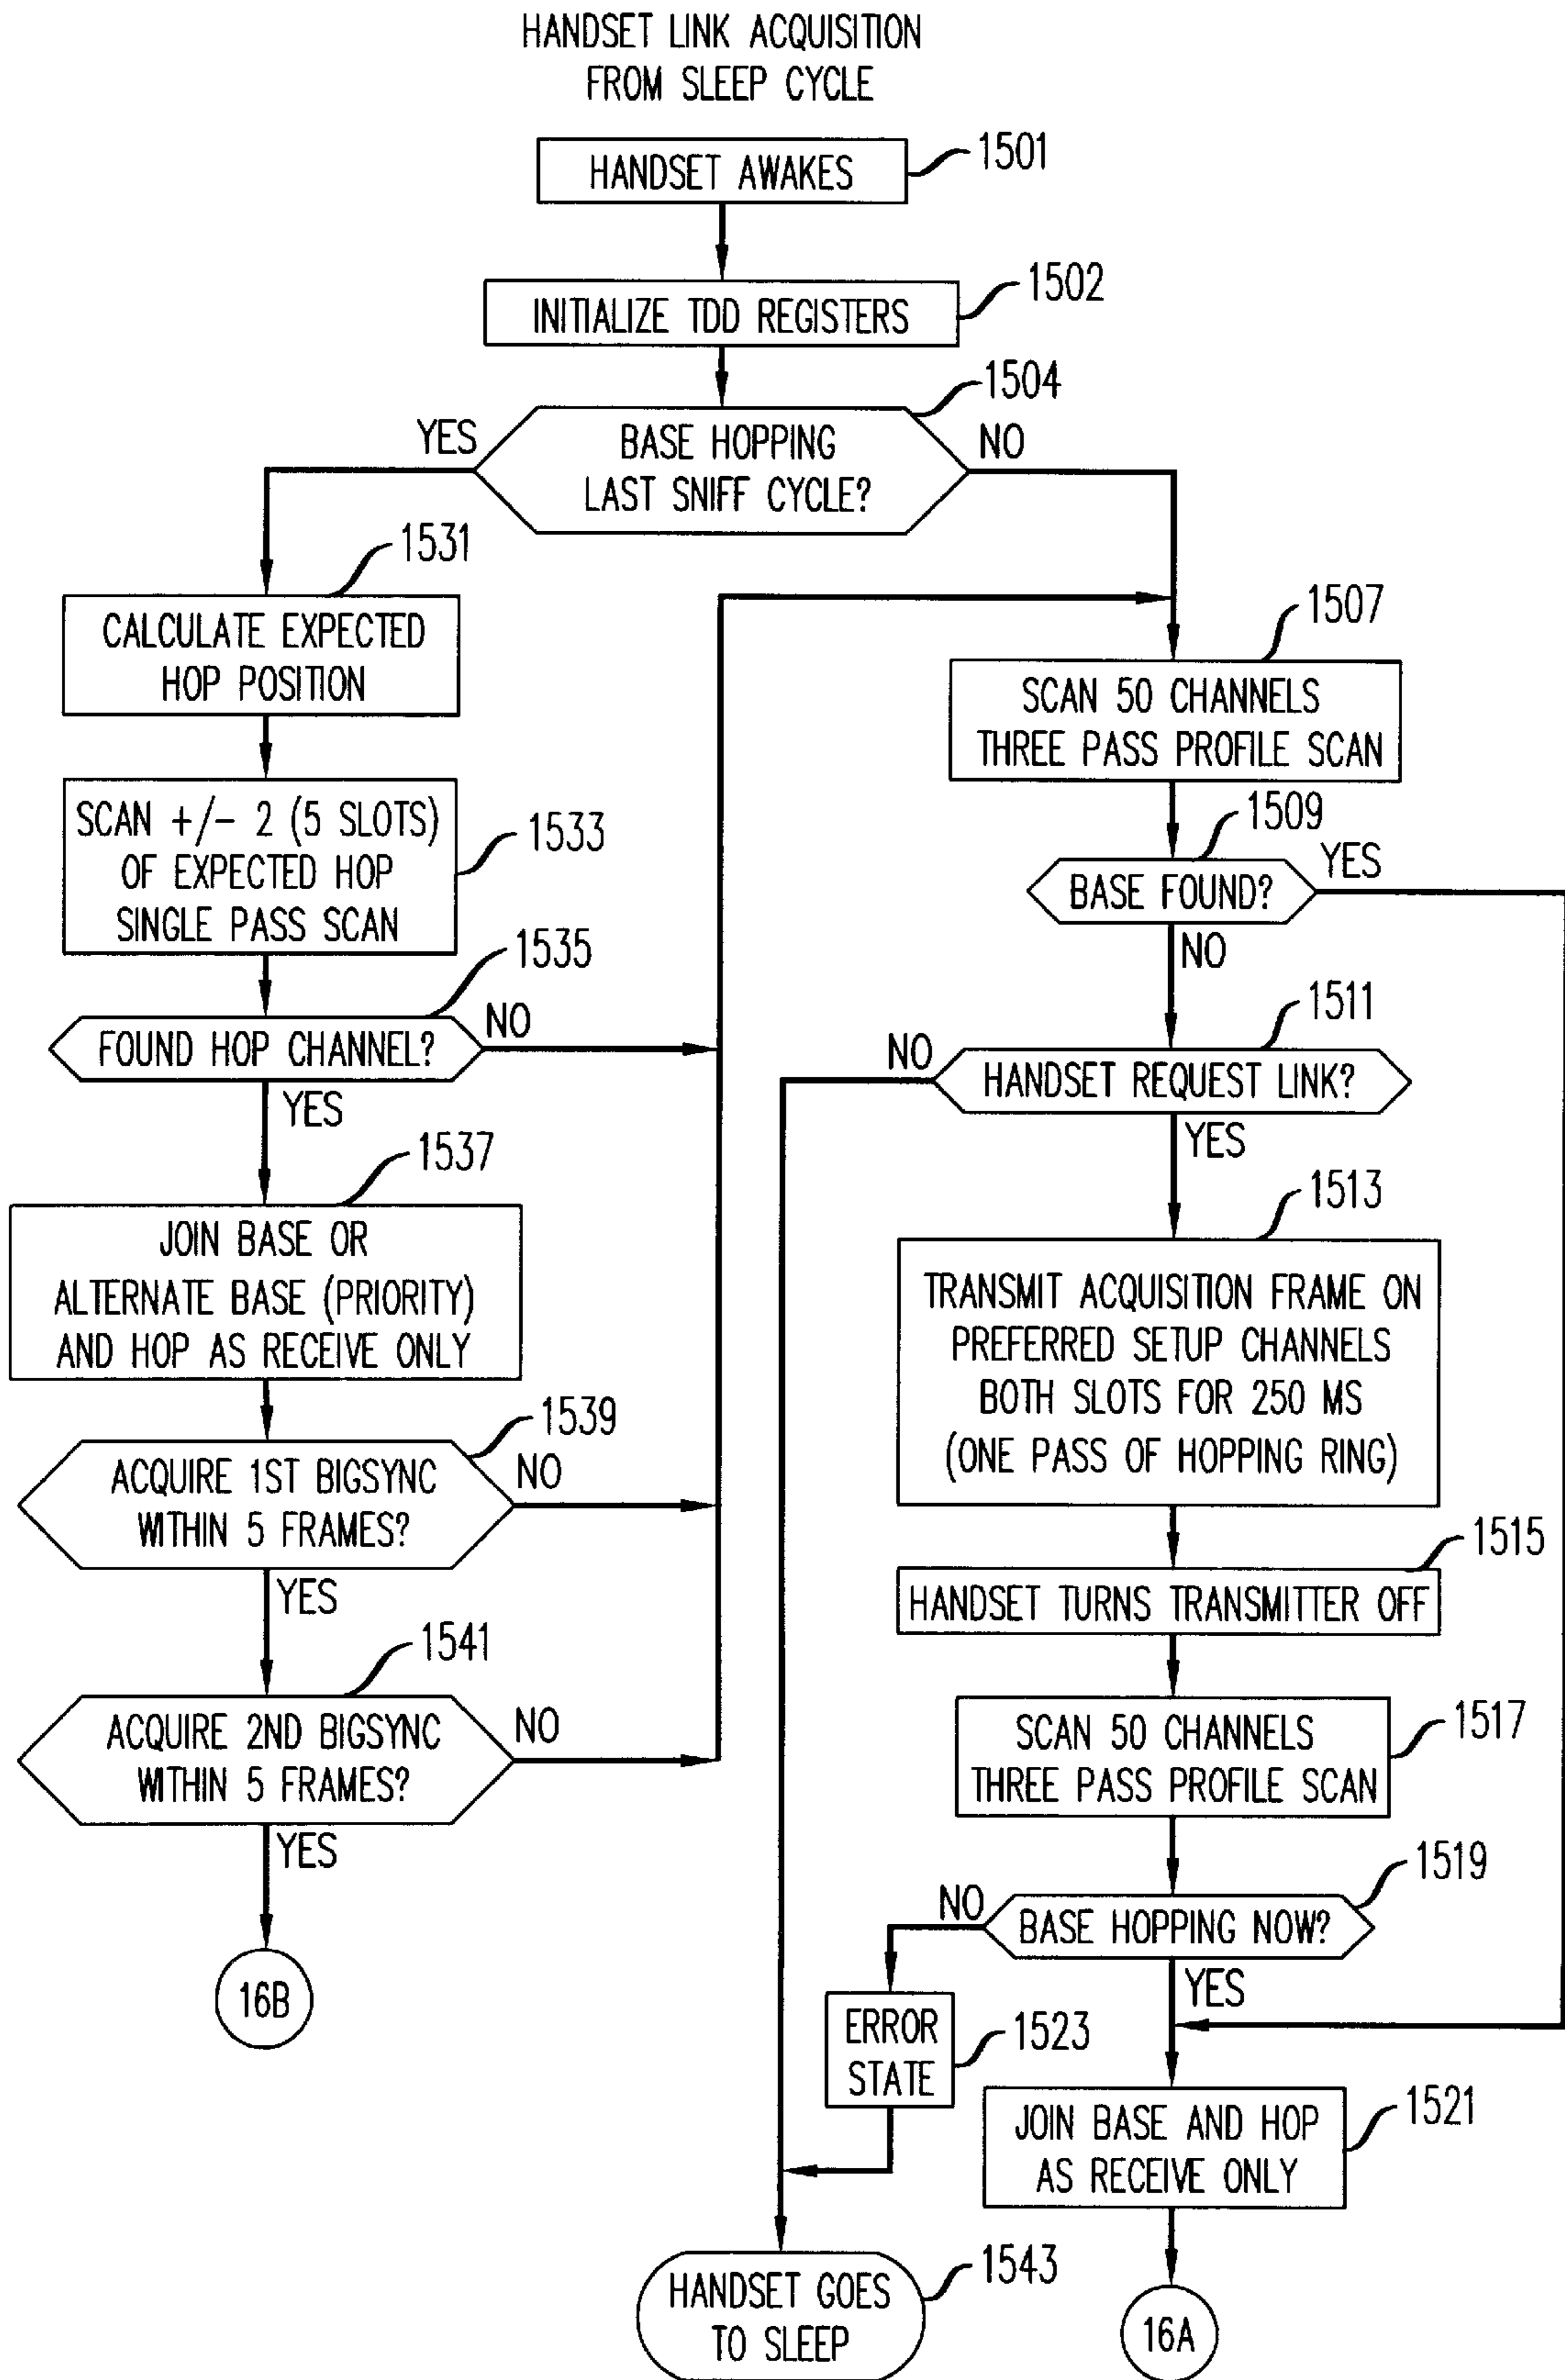 HANDSET LINK ACQUISITION
FROM SLEEP CYCLE
HANDSET AWAKES
1501
INITIALIZE TDD REGISTERS
1502
1504
YES
BASE HOPPING
LAST SNIFF CYCLE?
NO
1531
CALCULATE EXPECTED
HOP POSITION
SCAN +/- 2 (5 SLOTS)
OF EXPECTED HOP
SINGLE PASS SCAN
1533
1535
FOUND HOP CHANNEL?
NO
YES
1537
JOIN BASE OR
ALTERNATE BASE (PRIORITY)
AND HOP AS RECEIVE ONLY
1539
ACQUIRE 1ST BIGSYNC
WITHIN 5 FRAMES?
NO
YES
1541
ACQUIRE 2ND BIGSYNC
WITHIN 5 FRAMES?
NO
YES
16B
1507
SCAN 50 CHANNELS
THREE PASS PROFILE SCAN
1509
BASE FOUND?
YES
NO
1511
NO
HANDSET REQUEST LINK?
YES
1513
TRANSMIT ACQUISITION FRAME ON
PREFERRED SETUP CHANNELS
BOTH SLOTS FOR 250 MS
(ONE PASS OF HOPPING RING)
1515
HANDSET TURNS TRANSMITTER OFF
SCAN 50 CHANNELS
THREE PASS PROFILE SCAN
1517
1519
NO
BASE HOPPING NOW?
YES
ERROR
STATE
1523
JOIN BASE AND HOP
AS RECEIVE ONLY
1521
HANDSET GOES
TO SLEEP
1543
16A